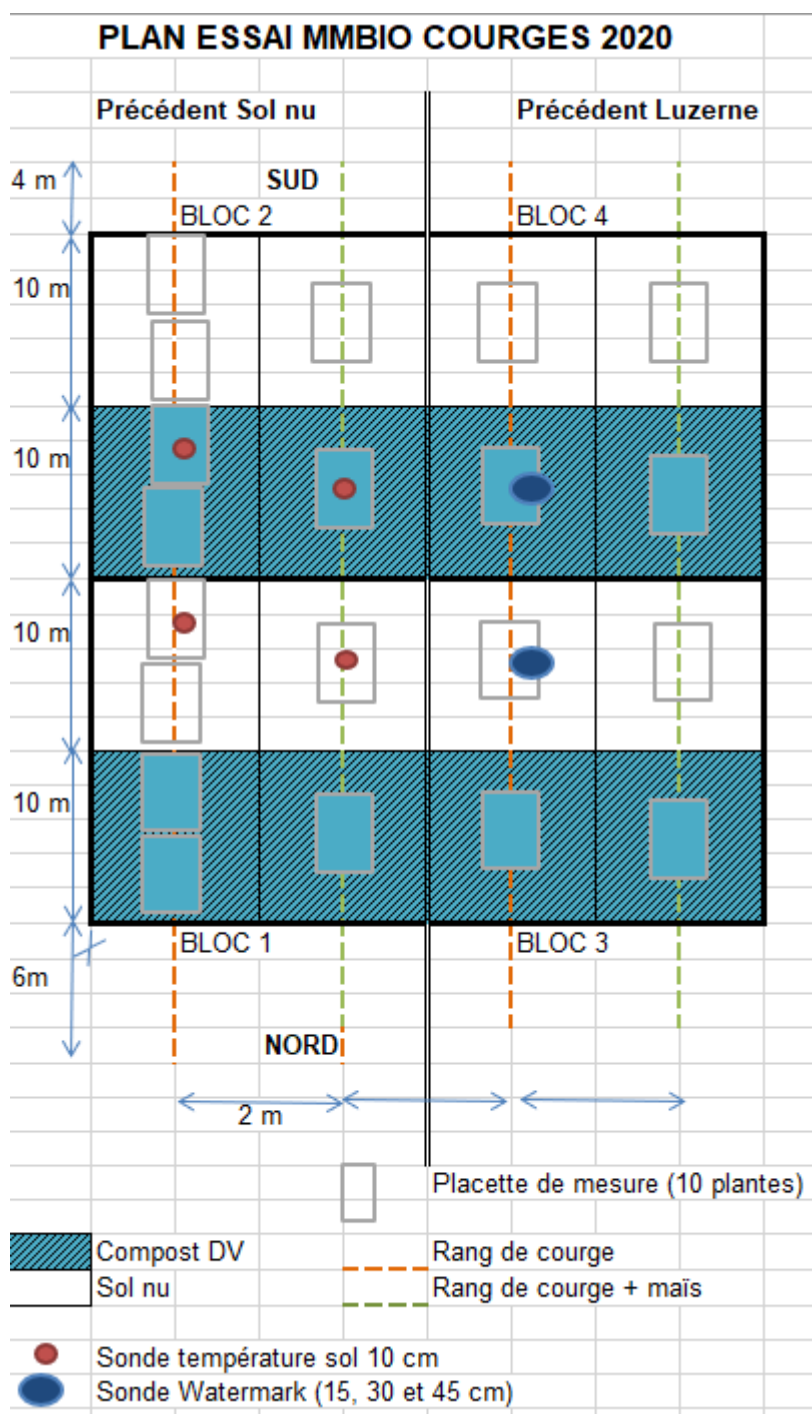 PLAN ESSAI MMBIO COURGES 2020
Précédent Sol nu
Précédent Luzerne
4 m
SUD
BLOC 2
BLOC 4
10 m
10 m
10 m
10 m
BLOC 1
BLOC 3
6m
NORD
2 m
Placette de mesure (10 plantes)
Compost DV
Rang de courge
Sol nu
Rang de courge + maïs
Sonde température sol 10 cm
Sonde Watermark (15, 30 et 45 cm)